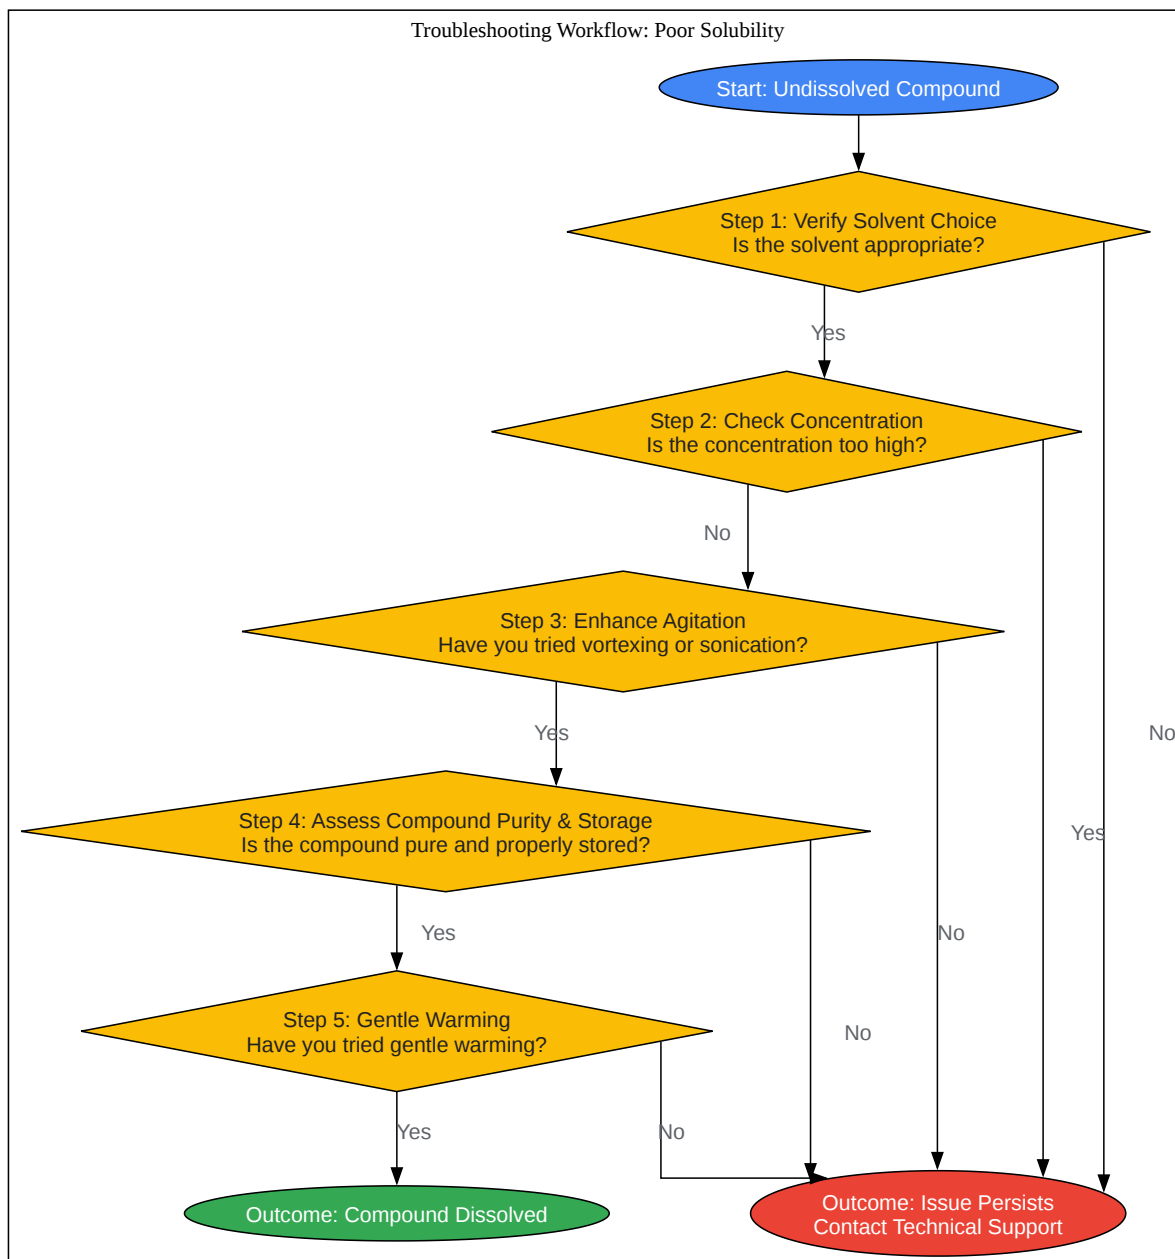 Troubleshooting Workflow: Poor Solubility
Start: Undissolved Compound
Step 1: Verify Solvent Choice
Is the solvent appropriate?
Yes
Step 2: Check Concentration
Is the concentration too high?
No
Step 3: Enhance Agitation
Have you tried vortexing or sonication?
Yes
No
Step 4: Assess Compound Purity & Storage
Is the compound pure and properly stored?
Yes
Yes
No
Step 5: Gentle Warming
Have you tried gentle warming?
No
Yes
No
Outcome: Compound Dissolved
Outcome: Issue Persists
Contact Technical Support